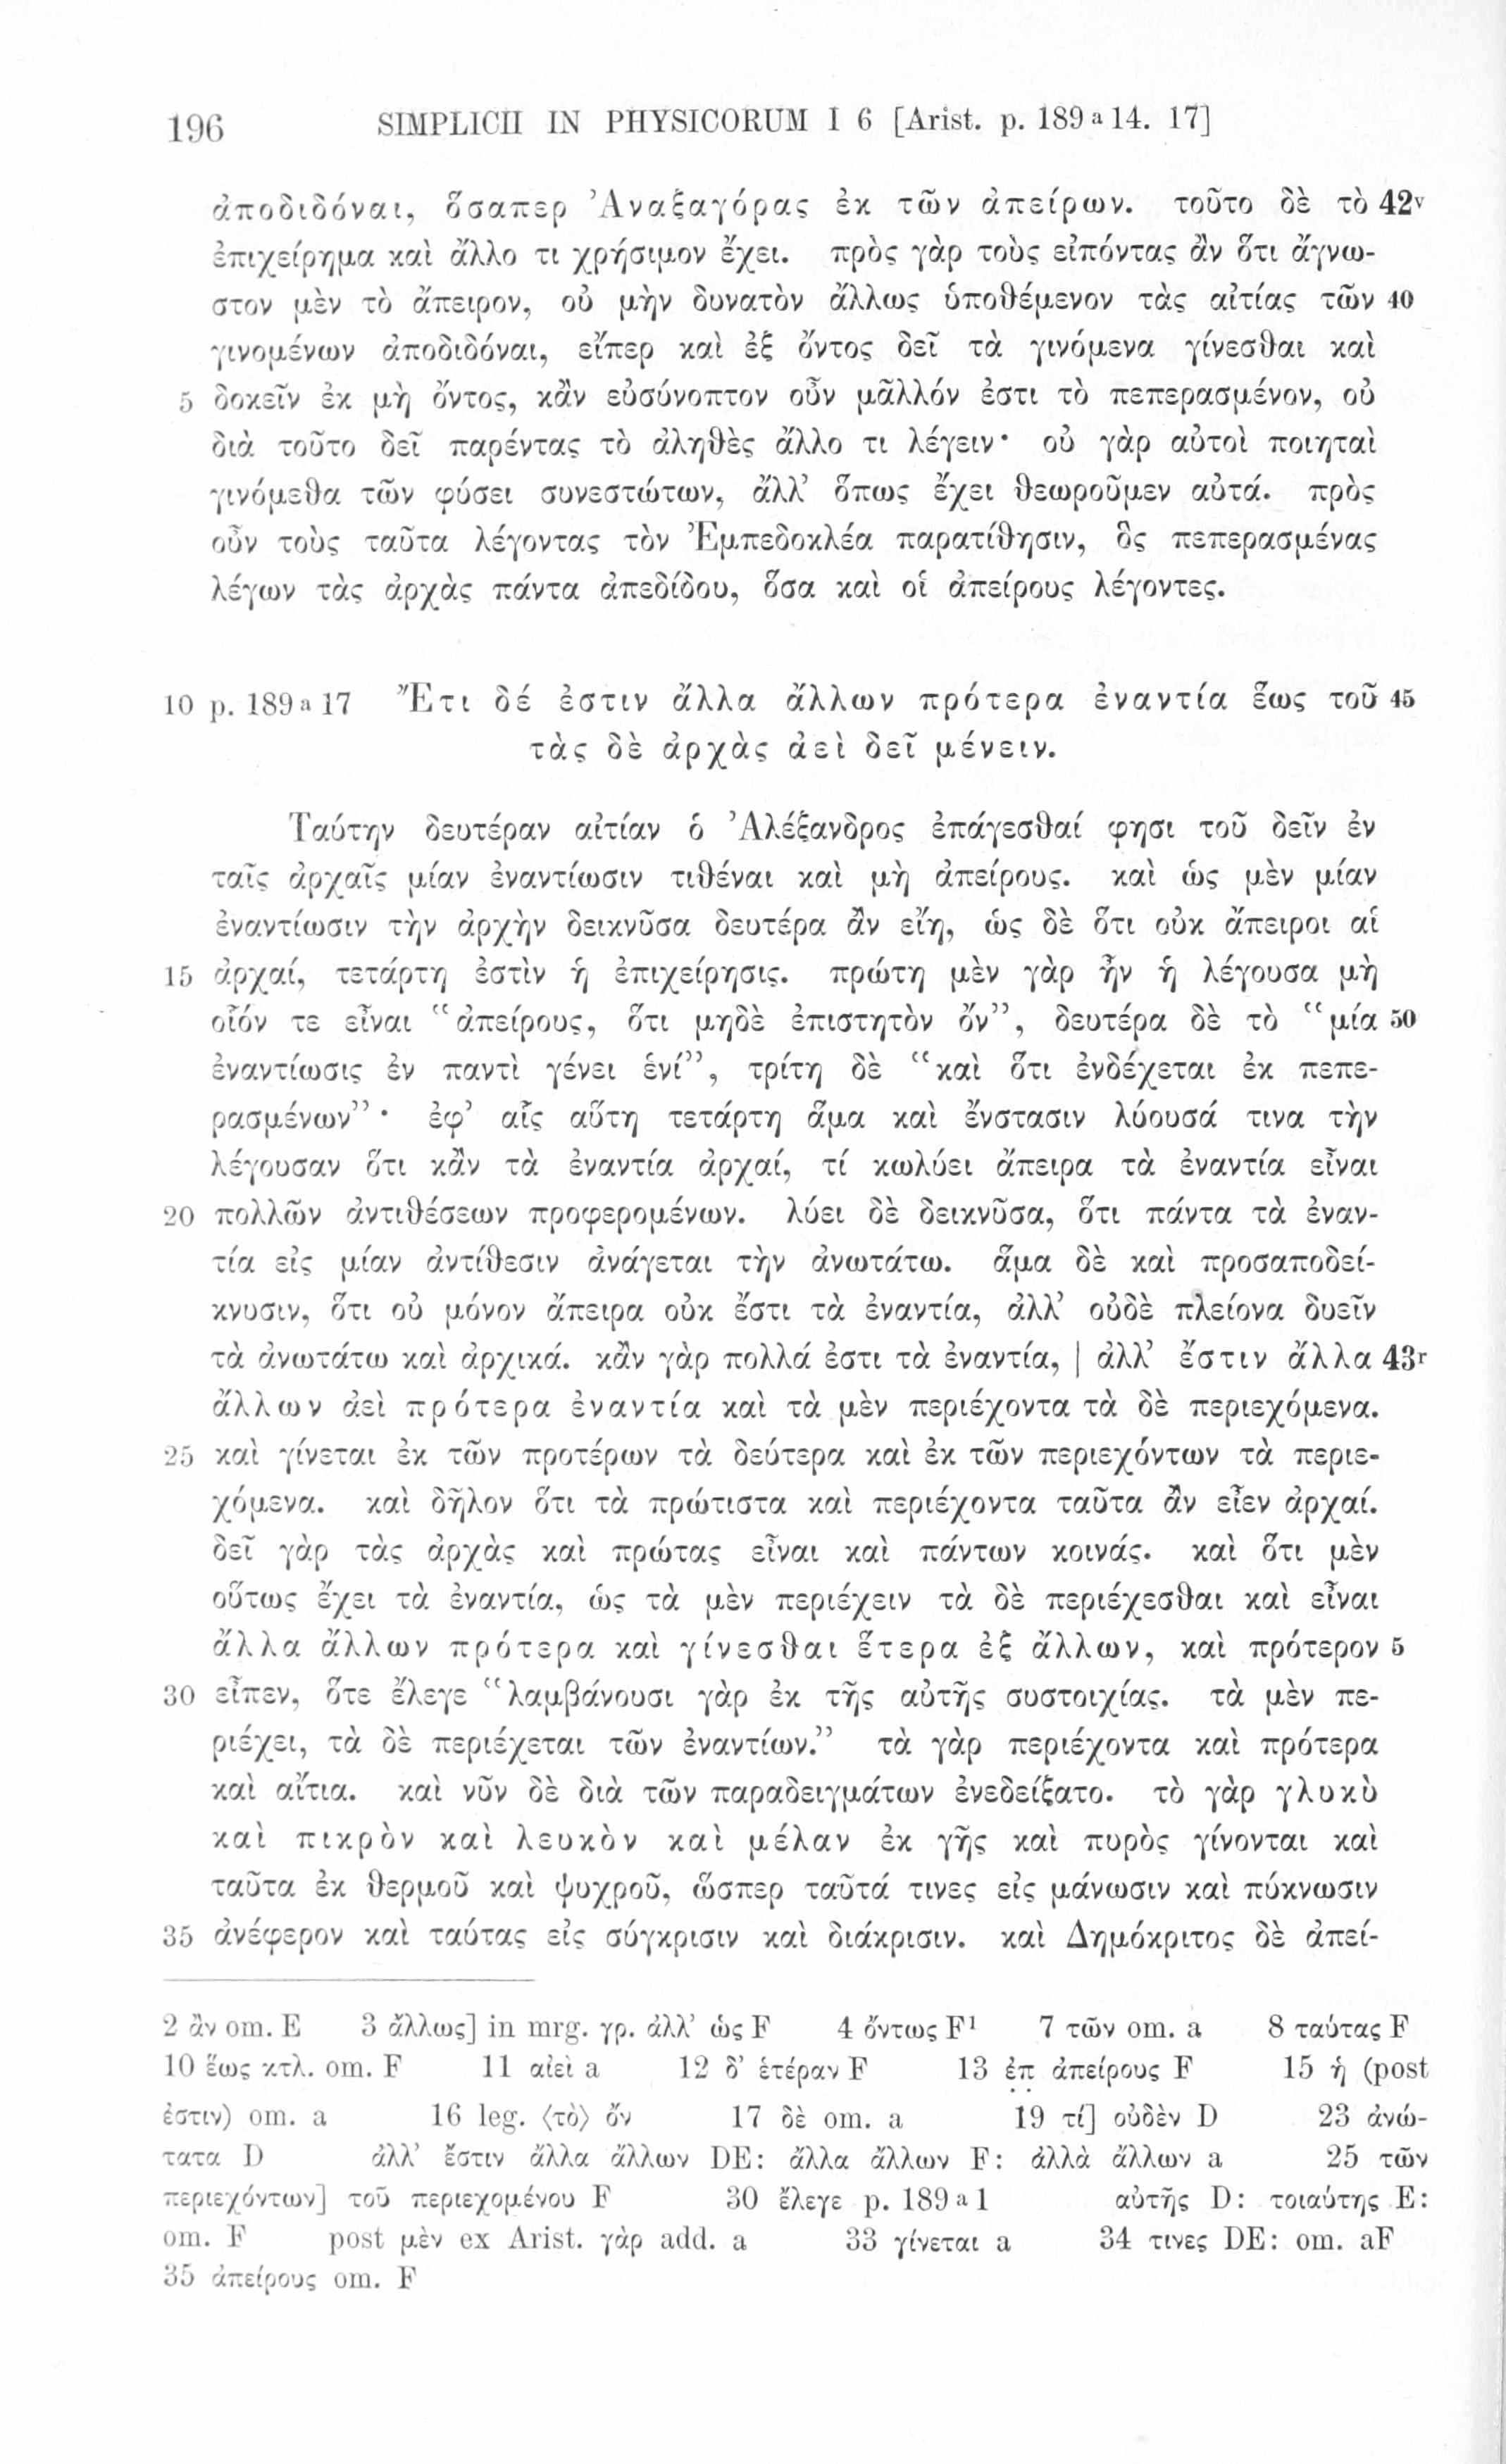 196 SIMPLICII IN PHYSICORUM I 6 [Arist. p. 189 a 14. 17]
ἀποδιδόναι, ὅσαπερ Ἀναξαγόρας ἐκ τῶν ἀπείρων. τοῦτο δὲ τὸ 42v
ἐπιχείρημα καὶ ἄλλο τι χρήσιμον ἔχει. πρὸς γὰρ τοὺς εἰπόντας ἂν ὅτι ἄγνω-
στον μὲν τὸ ἄπειρον, οὐ μὴν δυνατὸν ἄλλως ὑποθέμενον τὰς αἰτίας τῶν 40
γινομένων ἀποδιδόναι, εἴπερ καὶ ἐξ ὄντος δεῖ τὰ γινόμενα γίνεσθαι καὶ
5 δοκεῖν ἐκ μὴ ὄντος, κἂν εὐσύνοπτον οὖν μᾶλλόν ἐστι τὸ πεπερασμένον, οὐ
διὰ τοῦτο δεῖ παρέντας τὸ ἀληθὲς ἄλλο τι λέγειν· οὐ γὰρ αὐτοὶ ποιηταὶ
γινόμεθα τῶν φύσει συνεστώτων, ἄλλ’ ὅπως ἔχει θεωροῦμεν αὐτά. πρὸς
οὖν τοὺς ταῦτα λέγοντας τὸν Ἐμπεδοκλέα παρατίθησιν, ὃς πεπερασμένας
λέγων τὰς ἀρχὰς πάντα ἀπεδίδου, ὅσα καὶ οἱ ἀπείρους λέγοντες.
10 p. 189 a 17 Ἔτι δέ ἐστιν ἄλλα ἄλλων πρότερα ἐναντία ἕως τοῦ 45
τὰς δὲ ἀρχὰς ἀεὶ δεῖ μένειν.
Ταύτην δευτέραν αἰτίαν ὁ Ἀλέξανδρος ἐπάγεσθαί φησι τοῦ δεῖν ἐν
ταῖς ἀρχαῖς μίαν ἐναντίωσιν τιθέναι καὶ μὴ ἀπείρους. καὶ ὡς μὲν μίαν
ἐναντίωσιν τὴν ἀρχὴν δεικνῦσα δευτέρα ἂν εἴη, ὡς δὲ ὅτι οὐκ ἄπειροι αἱ
15 ἀρχαί, τετάρτη ἐστὶν ἡ ἐπιχείρησις. πρώτη μὲν γὰρ ἦν ἡ λέγουσα μὴ
οἷόν τε εἶναι “ἀπείρους, ὅτι μηδὲ ἐπιστητὸν ὄν”, δευτέρα δὲ τὸ “μία 50
ἐναντίωσις ἐν παντὶ γένει ἑνί”, τρίτη δὲ “καὶ ὅτι ἐνδέχεται ἐκ πεπε-
ρασμένων”· ἐφ’ αἷς αὕτη τετάρτη ἅμα καὶ ἔνστασιν λύουσά τινα τὴν
λέγουσαν ὅτι κἂν τὰ ἐναντία ἀρχαί, τί κωλύει ἄπειρα τὰ ἐναντία εἶναι
20 πολλῶν ἀντιθέσεων προφερομένων. λύει δὲ δεικνῦσα, ὅτι πάντα τὰ ἐναν-
τία εἰς μίαν ἀντίθεσιν ἀνάγεται τὴν ἀνωτάτω. ἅμα δὲ καὶ προσαποδεί-
κνυσιν, ὅτι οὐ μόνον ἄπειρα οὐκ ἔστι τὰ ἐναντία, ἀλλ’ οὐδὲ πλείονα δυεῖν
τὰ ἀνωτάτω καὶ ἀρχικά. κἂν γὰρ πολλά ἐστι τὰ ἐναντία, | ἀλλ’ ἔστιν ἄλλα 43r
ἄλλων ἀεὶ πρότερα ἐναντία καὶ τὰ μὲν περιέχοντα τὰ δὲ περιεχόμενα.
25 καὶ γίνεται ἐκ τῶν προτέρων τὰ δεύτερα καὶ ἐκ τῶν περιεχόντων τὰ περιε-
χόμενα. καὶ δῆλον ὅτι τὰ πρώτιστα καὶ περιέχοντα ταῦτα ἂν εἶεν ἀρχαί.
δεῖ γὰρ τὰς ἀρχὰς καὶ πρώτας εἶναι καὶ πάντων κοινάς. καὶ ὅτι μὲν
οὕτως ἔχει τὰ ἐναντία, ὡς τὰ μὲν περιέχειν τὰ δὲ περιέχεσθαι καὶ εἶναι
ἄλλα ἄλλων πρότερα καὶ γίνεσθαι ἕτερα ἐξ ἄλλων, καὶ πρότερον 5
30 εἶπεν, ὅτε ἔλεγε “λαμβάνουσι γὰρ ἐκ τῆς αὐτῆς συστοιχίας. τὰ μὲν πε-
ριέχει, τὰ δὲ περιέχεται τῶν ἐναντίων.” τὰ γὰρ περιέχοντα καὶ πρότερα
καὶ αἴτια. καὶ νῦν δὲ διὰ τῶν παραδειγμάτων ἐνεδείξατο. τὸ γὰρ γλυκὺ
καὶ πικρὸν καὶ λευκὸν καὶ μέλαν ἐκ γῆς καὶ πυρὸς γίνονται καὶ
ταῦτα ἐκ θερμοῦ καὶ ψυχροῦ, ὥσπερ ταῦτά τινες εἰς μάνωσιν καὶ πύκνωσιν
35 ἀνέφερον καὶ ταύτας εἰς σύγκρισιν καὶ διάκρισιν. καὶ Δημόκριτος δὲ ἀπεί-
2 ἂν om. E 3 ἄλλως] in mrg. γρ. ἀλλ’ ὡς F 4 ὄντως F¹ 7 τῶν om. a 8 ταύτας F
10 ἕως κτλ. om. F 11 αἰεὶ a 12 δ’ ἑτέραν F 13 ἐπ ἀπείρους F 15 ἡ (post
ἐστιν) om. a 16 leg. ⟨τὸ⟩ ὄν 17 δὲ om. a 19 τί] οὐδὲν D 23 ἀνώ-
τατα D ἀλλ’ ἔστιν ἄλλα ἄλλων DE: ἄλλα ἄλλων F: ἀλλὰ ἄλλων a 25 τῶν
περιεχόντων] τοῦ περιεχομένου F 30 ἔλεγε p. 189 a 1 αὐτῆς D: τοιαύτης E:
om. F post μὲν ex Arist. γὰρ add. a 33 γίνεται a 34 τινες DE: om. aF
35 ἀπείρους om. F